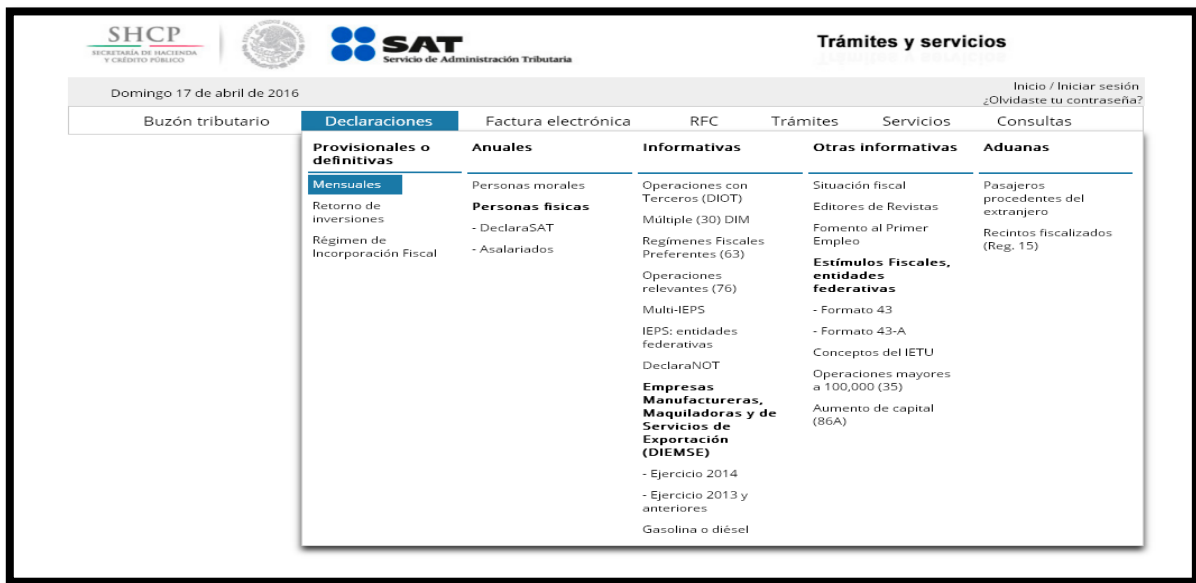 SHCP
SECRETARÍA DE HACIENDA
Y CRÉDITO PÚBLICO
SAT
Servicio de Administración Tributaria
Trámites y servicios
Domingo 17 de abril de 2016
Inicio / Iniciar sesión
¿Olvidaste tu contraseña?
Buzón tributario Declaraciones Factura electrónica RFC Trámites Servicios Consultas
Provisionales o
definitivas
Mensuales
Retorno de
inversiones
Régimen de
Incorporación Fiscal
Anuales
Personas morales
Personas fisicas
- DeclaraSAT
- Asalariados
Informativas
Operaciones con
Terceros (DIOT)
Múltiple (30) DIM
Regímenes Fiscales
Preferentes (63)
Operaciones
relevantes (76)
Multi-IEPS
IEPS: entidades
federativas
DeclaraNOT
Empresas
Manufactureras,
Maquiladoras y de
Servicios de
Exportación
(DIEMSE)
- Ejercicio 2014
- Ejercicio 2013 y
anteriores
Gasolina o diésel
Otras informativas
Situación fiscal
Editores de Revistas
Fomento al Primer
Empleo
Estímulos Fiscales,
entidades
federativas
- Formato 43
- Formato 43-A
Conceptos del IETU
Operaciones mayores
a 100,000 (35)
Aumento de capital
(86A)
Aduanas
Pasajeros
procedentes del
extranjero
Recintos fiscalizados
(Reg. 15)